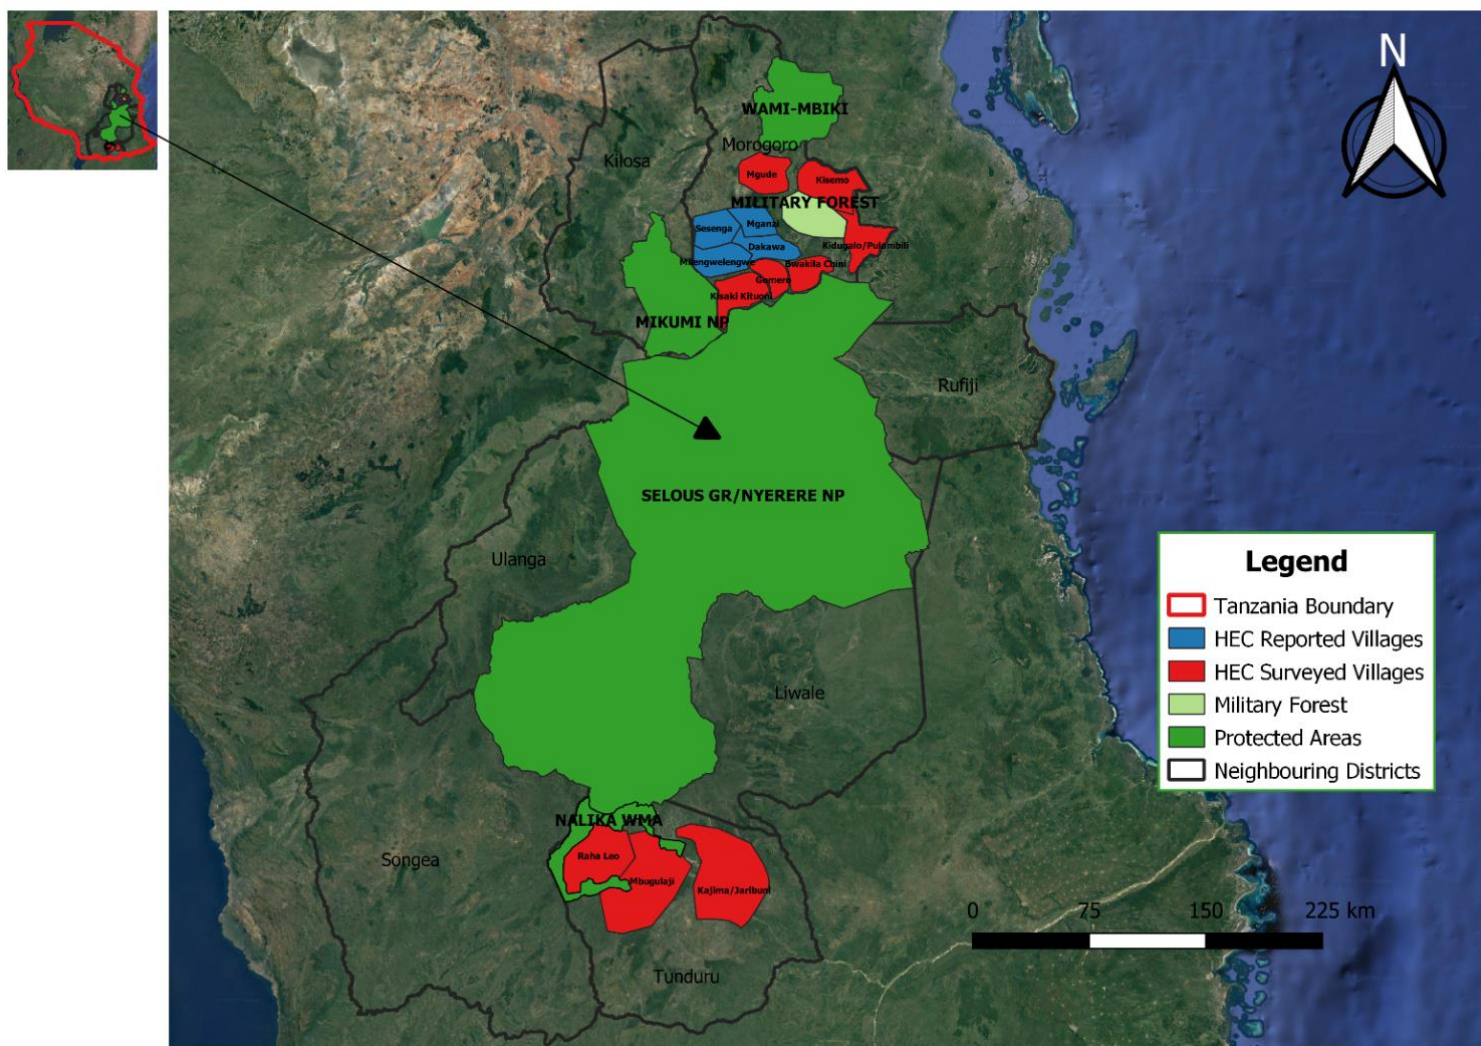 N
WAMI-MBIKI
Morogoro
Kilosa
Mgude
Kisemo
MILITARY FOREST
Sesenga
Mganzi
Dakawa
Kidugalo/Pulambili
Mlengwelengwe
Bwakila Chini
Gomero
Kisaki Kituoni
MIKUMI NP
Rufiji
SELOUS GR/NYERERE NP
Ulanga
Legend
Tanzania Boundary
HEC Reported Villages
HEC Surveyed Villages
Military Forest
Protected Areas
Neighbouring Districts
Liwale
NALIKA WMA
Songea
Raha Leo
Mbugulaji
Kajima/Jaribuni
0 75 150 225 km
Tunduru